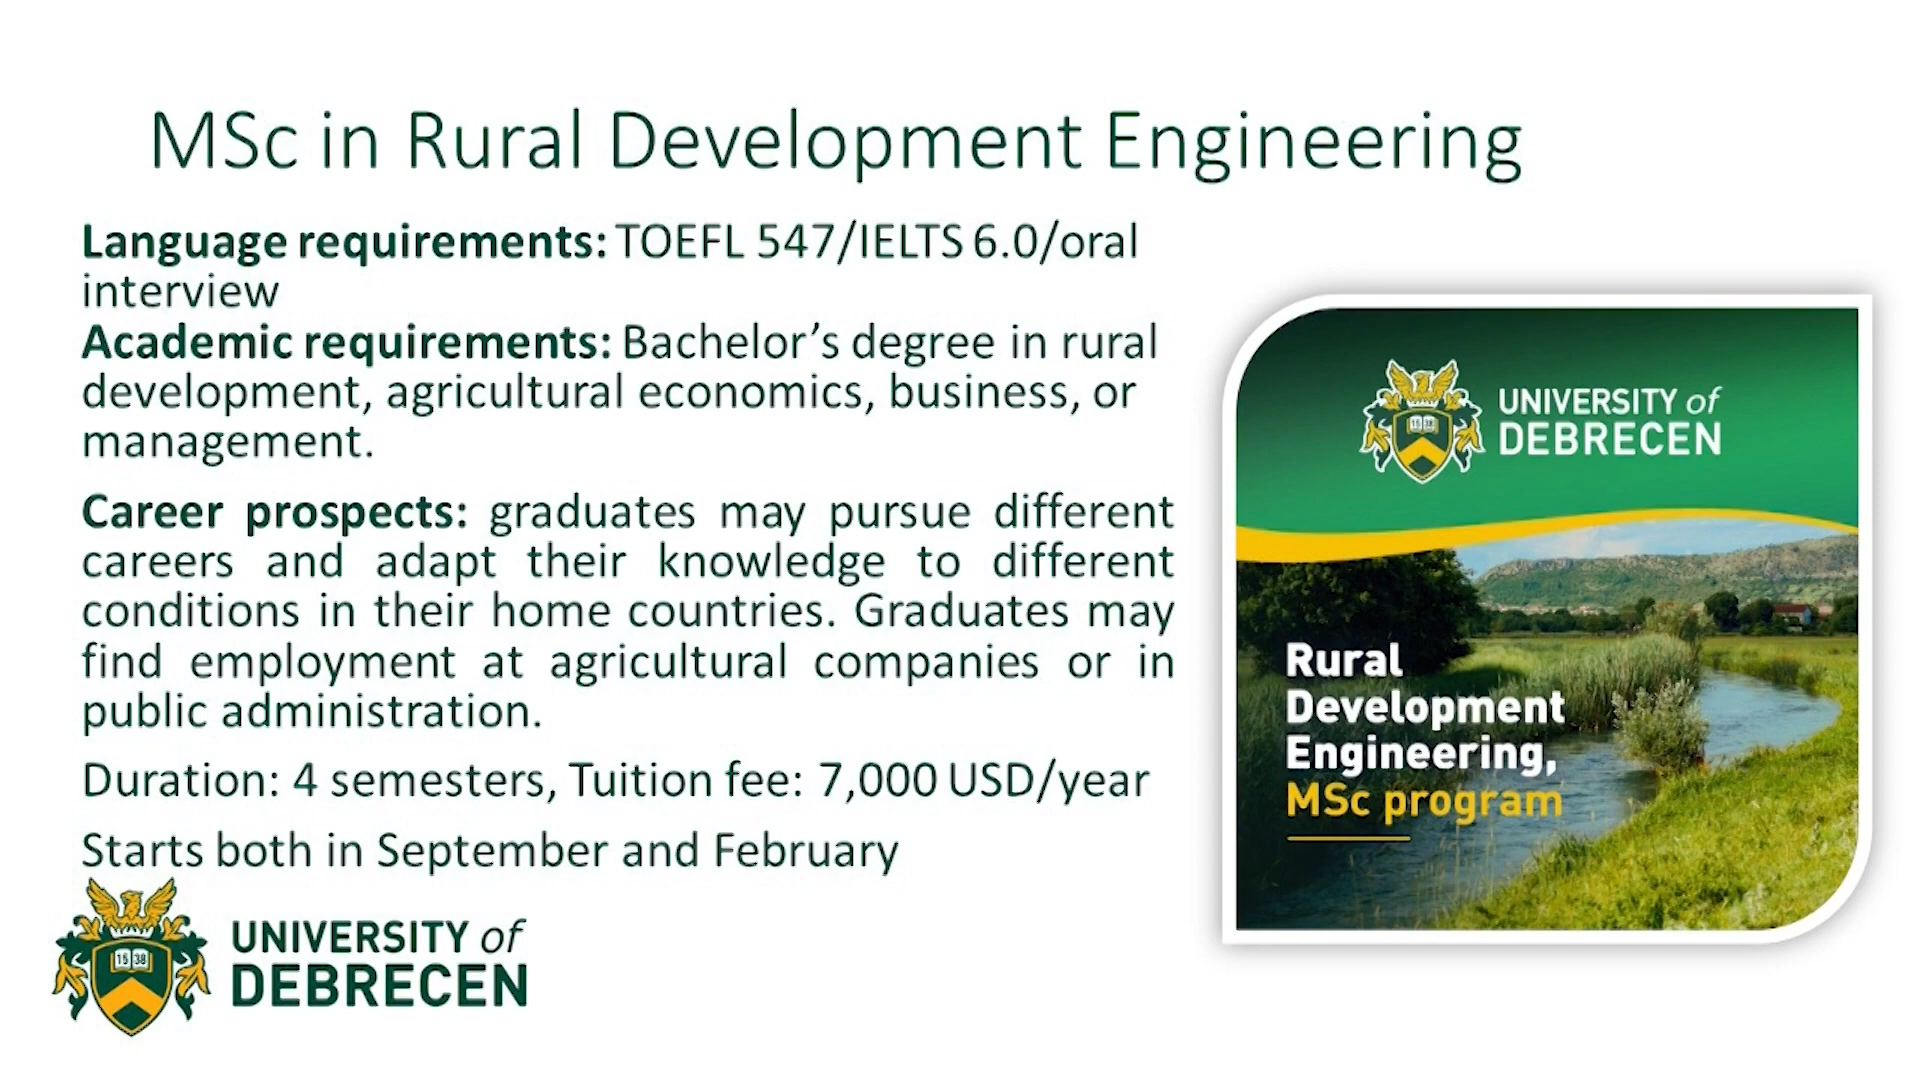 MSc in Rural Development Engineering
Language requirements: TOEFL 547/IELTS 6.0/oral
interview
Academic requirements: Bachelor’s degree in rural
development, agricultural economics, business, or
management.
Career prospects: graduates may pursue different
careers and adapt their knowledge to different
conditions in their home countries. Graduates may
find employment at agricultural companies or in
public administration.
Duration: 4 semesters, Tuition fee: 7,000 USD/year
Starts both in September and February
15 38
UNIVERSITY of
DEBRECEN
15 38
UNIVERSITY of
DEBRECEN
Rural
Development
Engineering,
MSc program